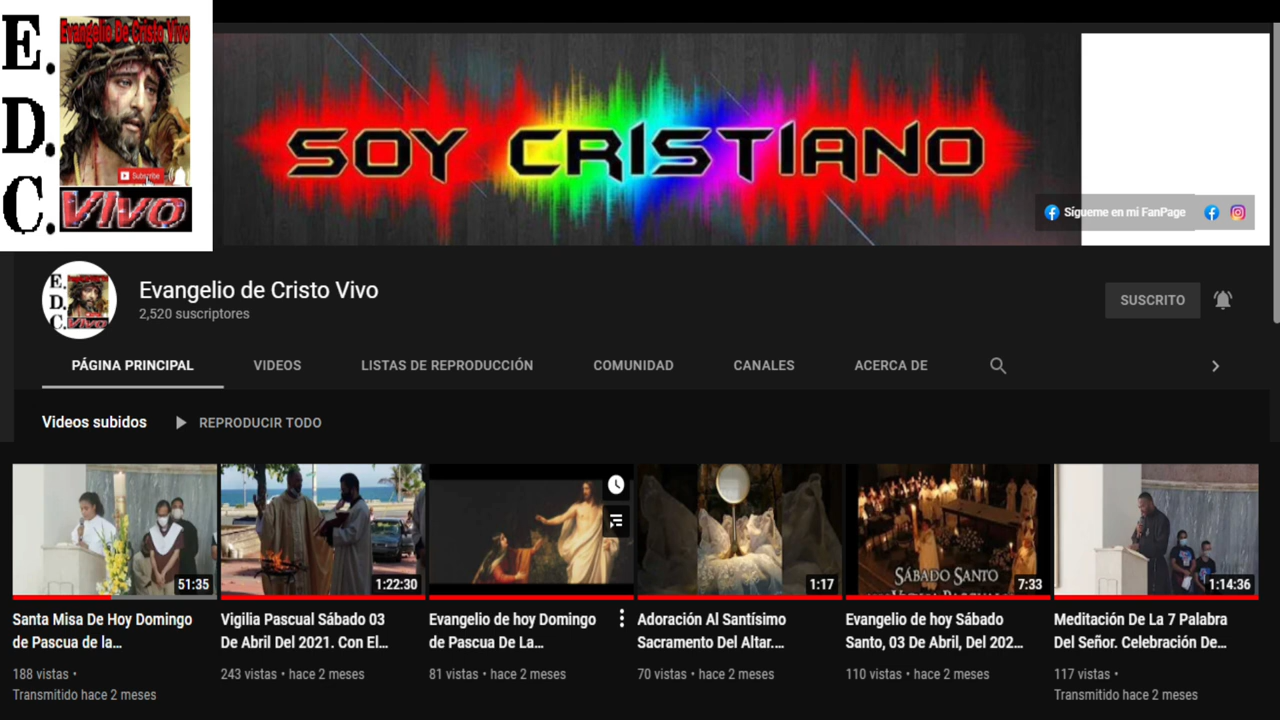 E.
D.
C.
Evangelio De Cristo Vivo
Subscribe
Vivo
SOY CRISTIANO
Sígueme en mi FanPage
Evangelio de Cristo Vivo
2,520 suscriptores
SUSCRITO
PÁGINA PRINCIPAL
VIDEOS
LISTAS DE REPRODUCCIÓN
COMUNIDAD
CANALES
ACERCA DE
Videos subidos
REPRODUCIR TODO
51:35
Santa Misa De Hoy Domingo
de Pascua de la...
188 vistas •
Transmitido hace 2 meses
1:22:30
Vigilia Pascual Sábado 03
De Abril Del 2021. Con El...
243 vistas • hace 2 meses
Evangelio de hoy Domingo
de Pascua De La...
81 vistas • hace 2 meses
1:17
Adoración Al Santísimo
Sacramento Del Altar....
70 vistas • hace 2 meses
SÁBADO SANTO
7:33
Evangelio de hoy Sábado
Santo, 03 De Abril, Del 202...
110 vistas • hace 2 meses
1:14:36
Meditación De La 7 Palabra
Del Señor. Celebración De...
117 vistas •
Transmitido hace 2 meses